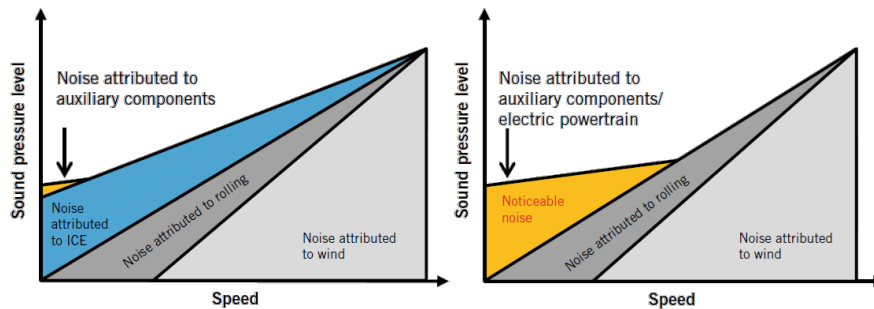 Sound pressure level
Noise attributed to
auxiliary components
Noise
attributed
to ICE
Noise attributed to rolling
Noise attributed
to wind
Speed
Sound pressure level
Noise attributed to
auxiliary components/
electric powertrain
Noticeable
noise
Noise attributed to rolling
Noise attributed
to wind
Speed